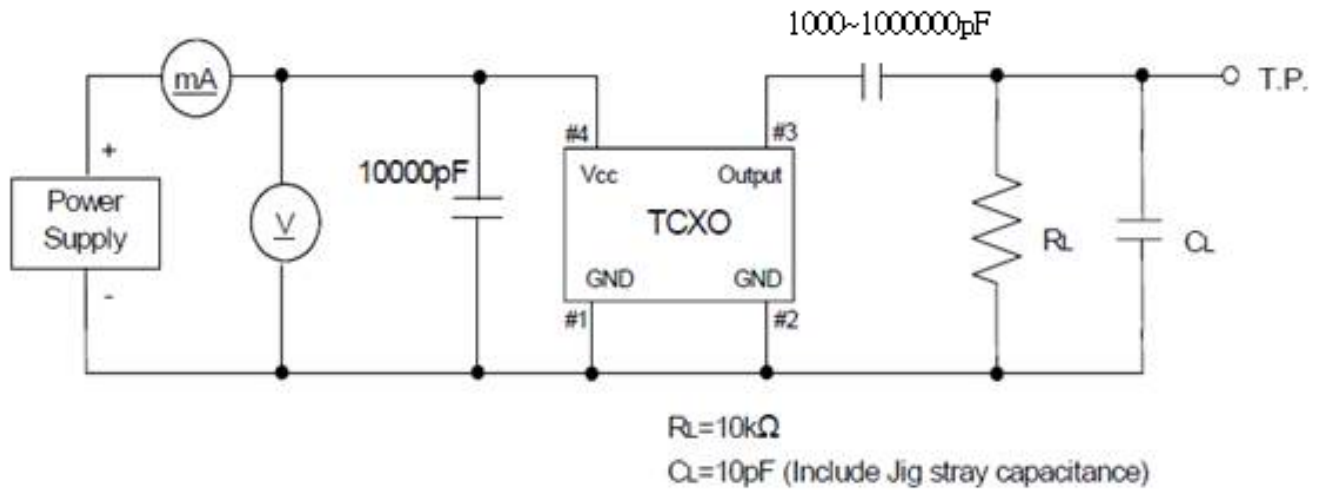 1000~1000000pF
mA
T.P.
#4
#3
+
10000pF
Vcc
Output
Power
Supply
V
TCXO
RL
CL
GND
GND
-
#1
#2
RL=10kΩ
CL=10pF (Include Jig stray capacitance)